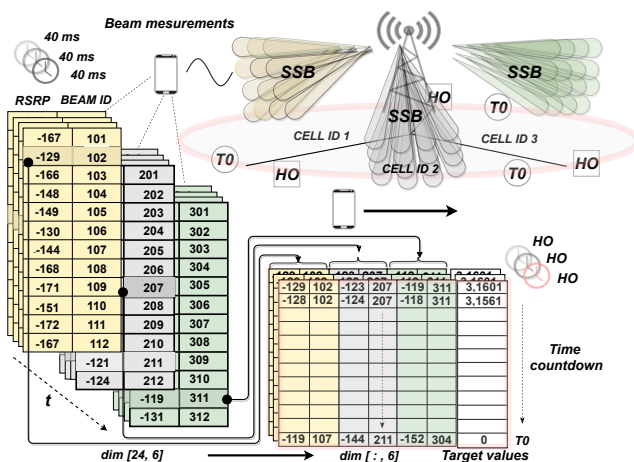 Beam mesurements
40 ms
40 ms
40 ms
RSRP BEAM ID
SSB
SSB
SSB
HO
T0
CELL ID 1
CELL ID 3
CELL ID 2
T0
HO
T0
HO
-167 101
-129 102
-166 103
-148 104
-149 105
-130 106
-144 107
-168 108
-171 109
-151 110
-172 111
-167 112
201
202
203
204
205
206
207
208
209
210
-121 211
-124 212
301
302
303
304
305
306
307
308
309
310
-119 311
-131 312
t
HO
HO
HO
3,1601
-129 102 -123 207 -119 311 3,1601
-128 102 -124 207 -118 311 3,1561
-119 107 -144 211 -152 304 0
Time
countdown
T0
dim [24, 6]
dim [ : , 6]
Target values